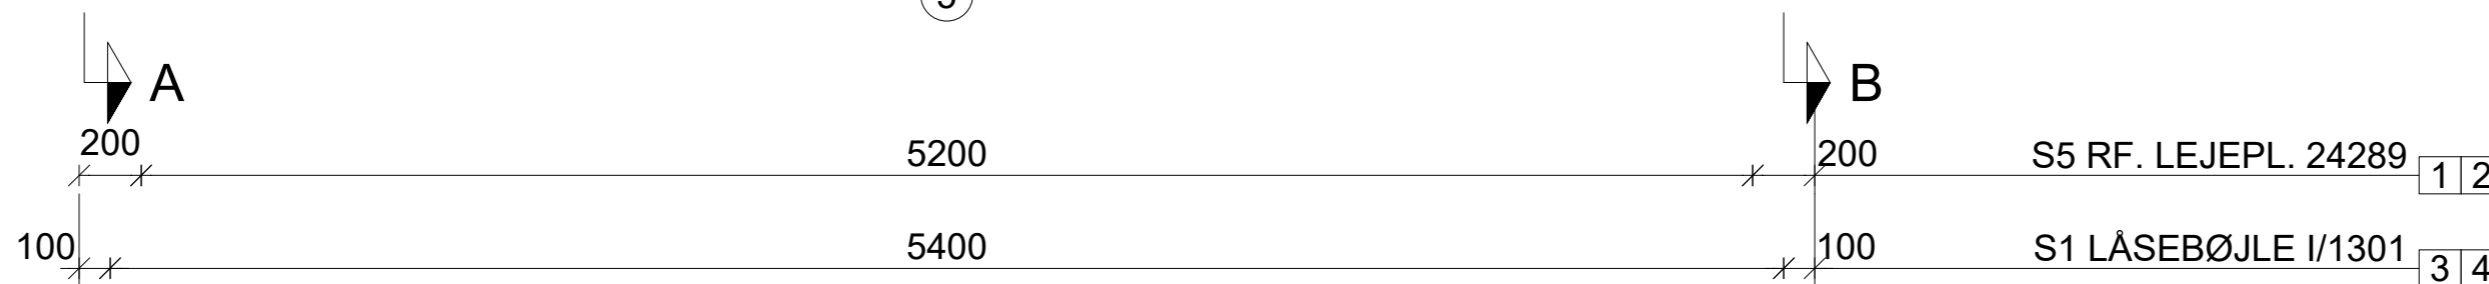 A B
200 5200 200 S5 RF. LEJEPL. 24289 1 2
100 5400 100 S1 LÅSEBØJLE I/1301 3 4